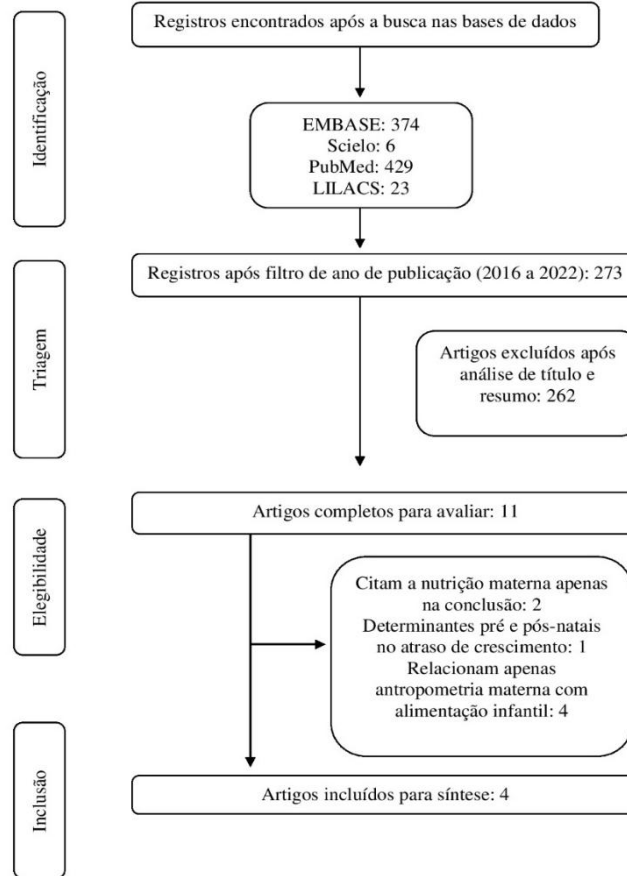 Identificação
Registros encontrados após a busca nas bases de dados
EMBASE: 374
Scielo: 6
PubMed: 429
LILACS: 23
Triagem
Registros após filtro de ano de publicação (2016 a 2022): 273
Artigos excluídos após
análise de título e
resumo: 262
Elegibilidade
Artigos completos para avaliar: 11
Citam a nutrição materna apenas
na conclusão: 2
Determinantes pré e pós-natais
no atraso de crescimento: 1
Relacionam apenas
antropometria materna com
alimentação infantil: 4
Inclusão
Artigos incluídos para síntese: 4